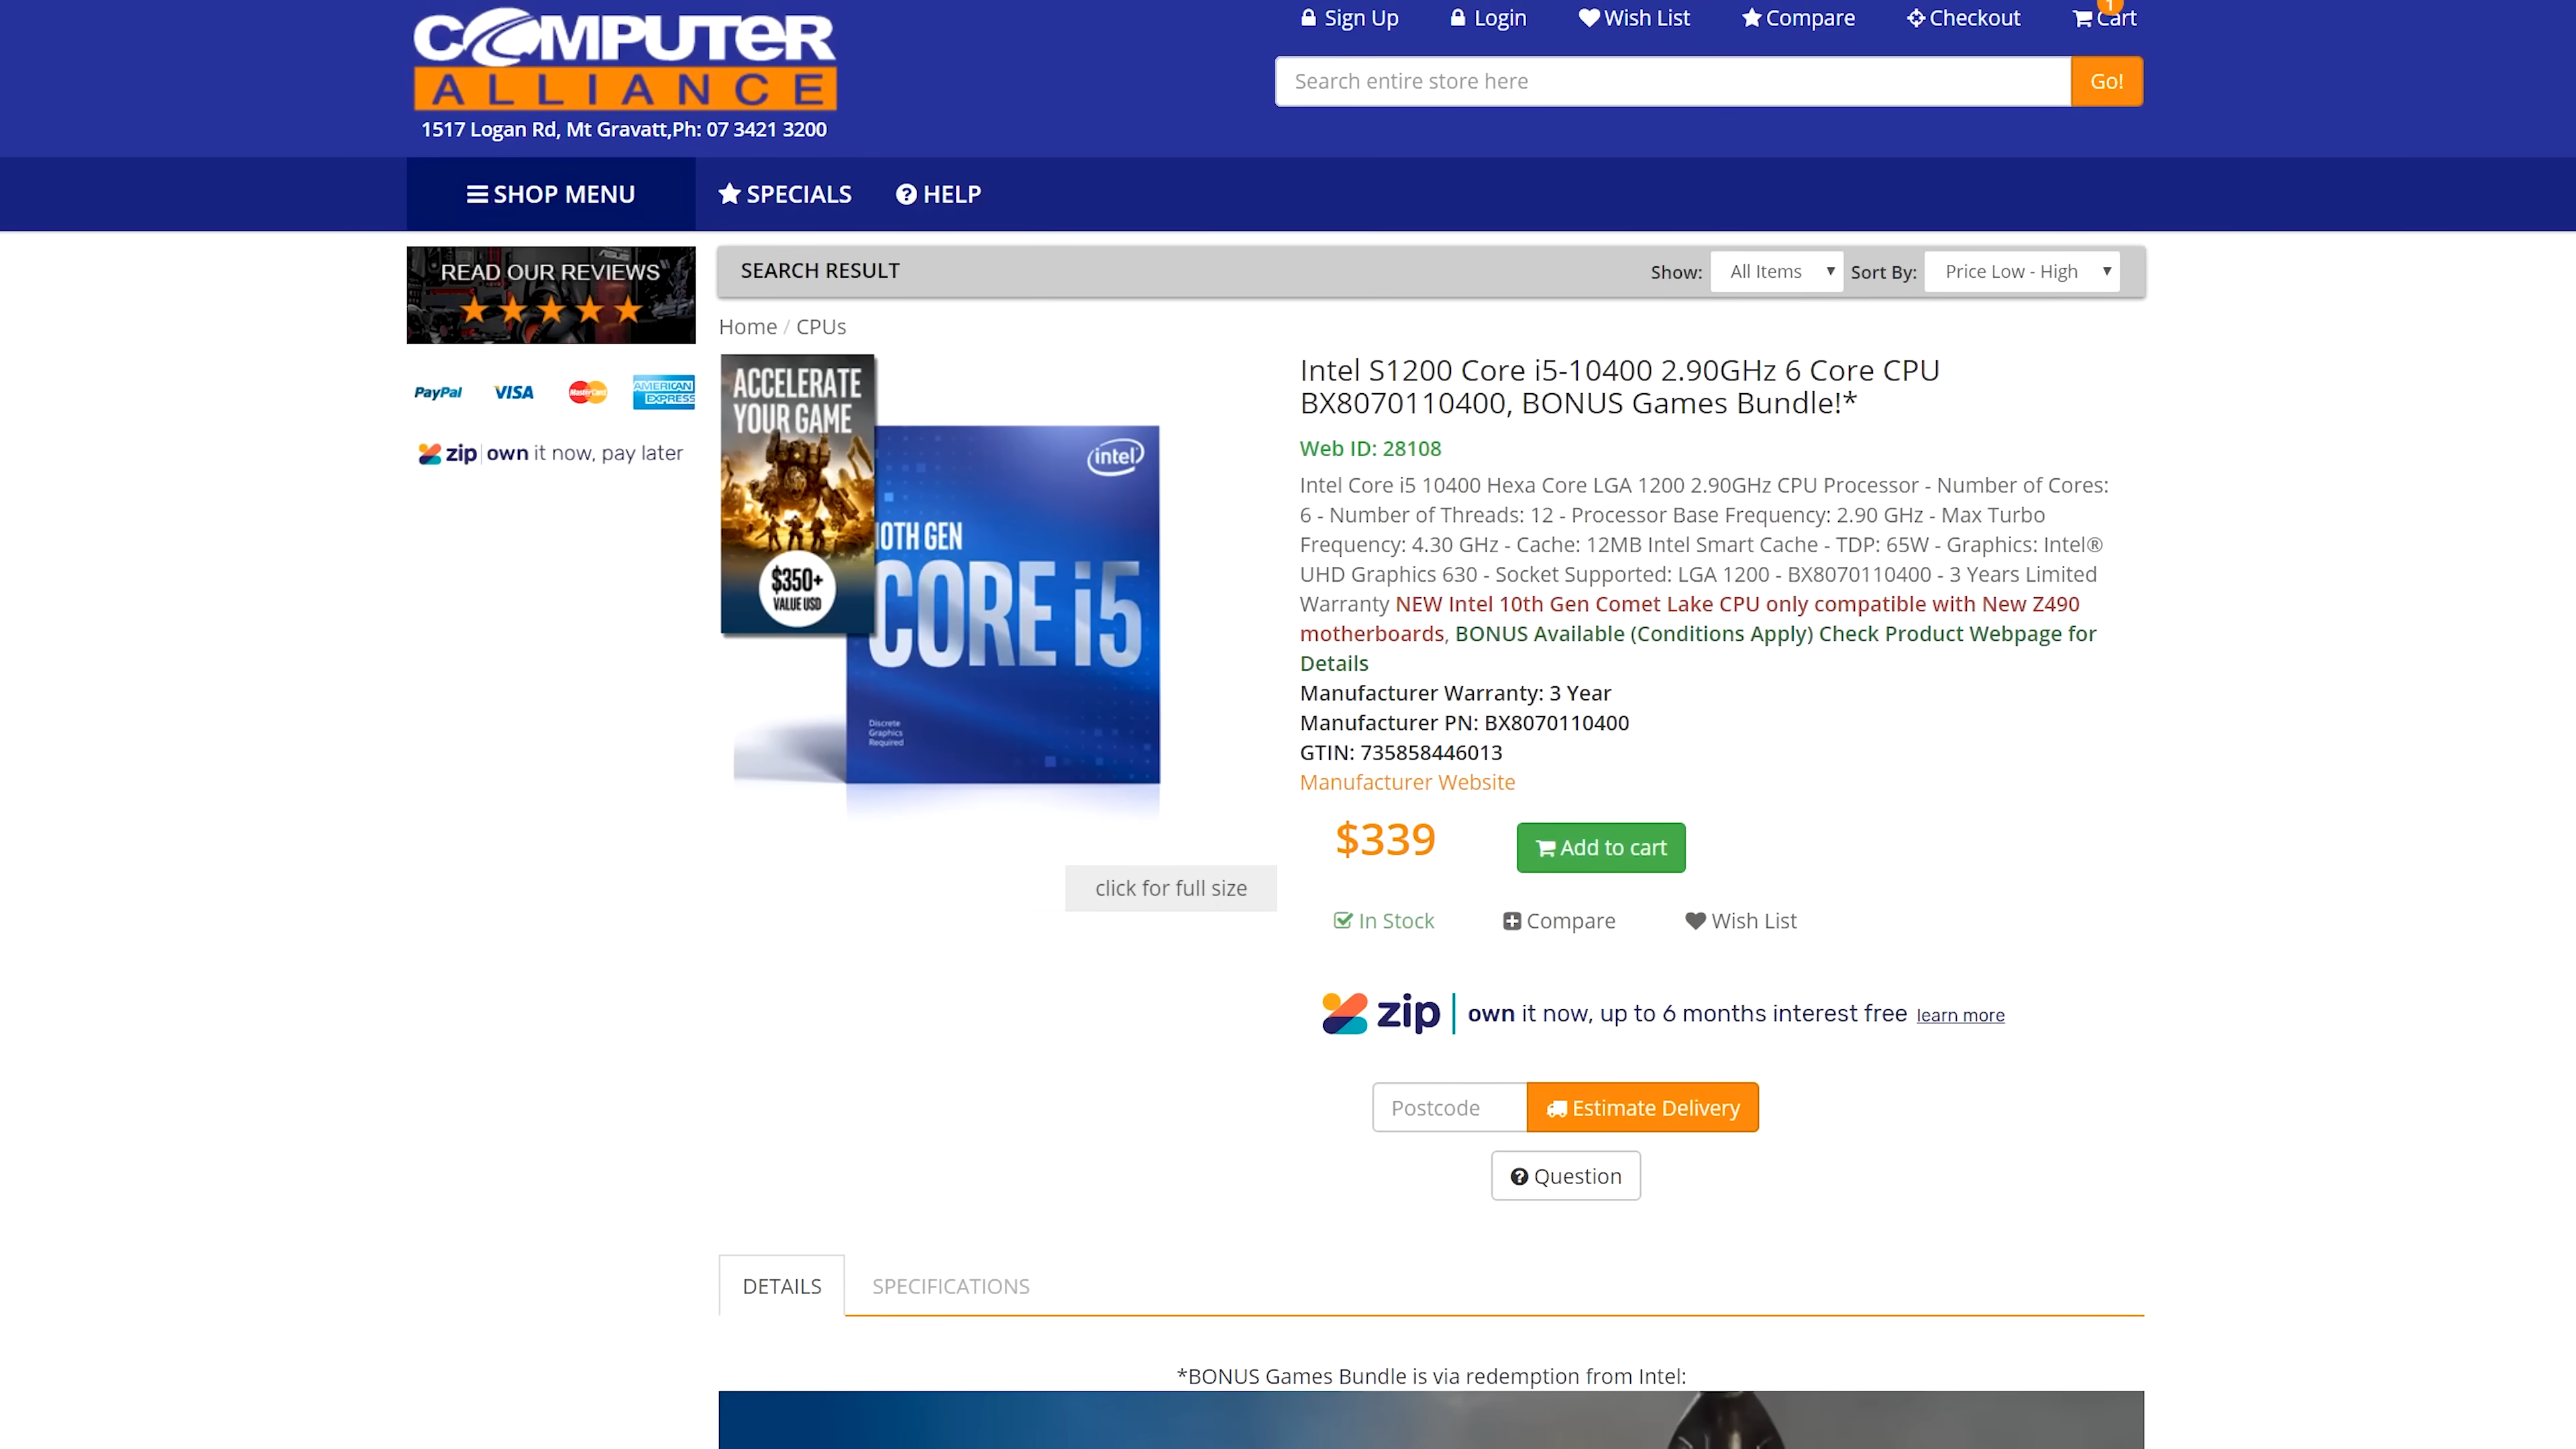 COMPUTER
ALLIANCE
1517 Logan Rd, Mt Gravatt,Ph: 07 3421 3200
Sign Up
Login
Wish List
Compare
Checkout
Cart
1
Search entire store here
Go!
SHOP MENU
SPECIALS
HELP
READ OUR REVIEWS
PayPal
VISA
MasterCard
AMERICAN
EXPRESS
zip own it now, pay later
SEARCH RESULT
Show:
All Items
Sort By:
Price Low - High
Home / CPUs
ACCELERATE
YOUR GAME
$350+
VALUE USD
intel
10TH GEN
CORE i5
Discrete
Graphics
Required
click for full size
Intel S1200 Core i5-10400 2.90GHz 6 Core CPU
BX8070110400, BONUS Games Bundle!*
Web ID: 28108
Intel Core i5 10400 Hexa Core LGA 1200 2.90GHz CPU Processor - Number of Cores:
6 - Number of Threads: 12 - Processor Base Frequency: 2.90 GHz - Max Turbo
Frequency: 4.30 GHz - Cache: 12MB Intel Smart Cache - TDP: 65W - Graphics: Intel®
UHD Graphics 630 - Socket Supported: LGA 1200 - BX8070110400 - 3 Years Limited
Warranty NEW Intel 10th Gen Comet Lake CPU only compatible with New Z490
motherboards, BONUS Available (Conditions Apply) Check Product Webpage for
Details
Manufacturer Warranty: 3 Year
Manufacturer PN: BX8070110400
GTIN: 735858446013
Manufacturer Website
$339
Add to cart
In Stock
Compare
Wish List
zip own it now, up to 6 months interest free learn more
Postcode
Estimate Delivery
Question
DETAILS
SPECIFICATIONS
*BONUS Games Bundle is via redemption from Intel: